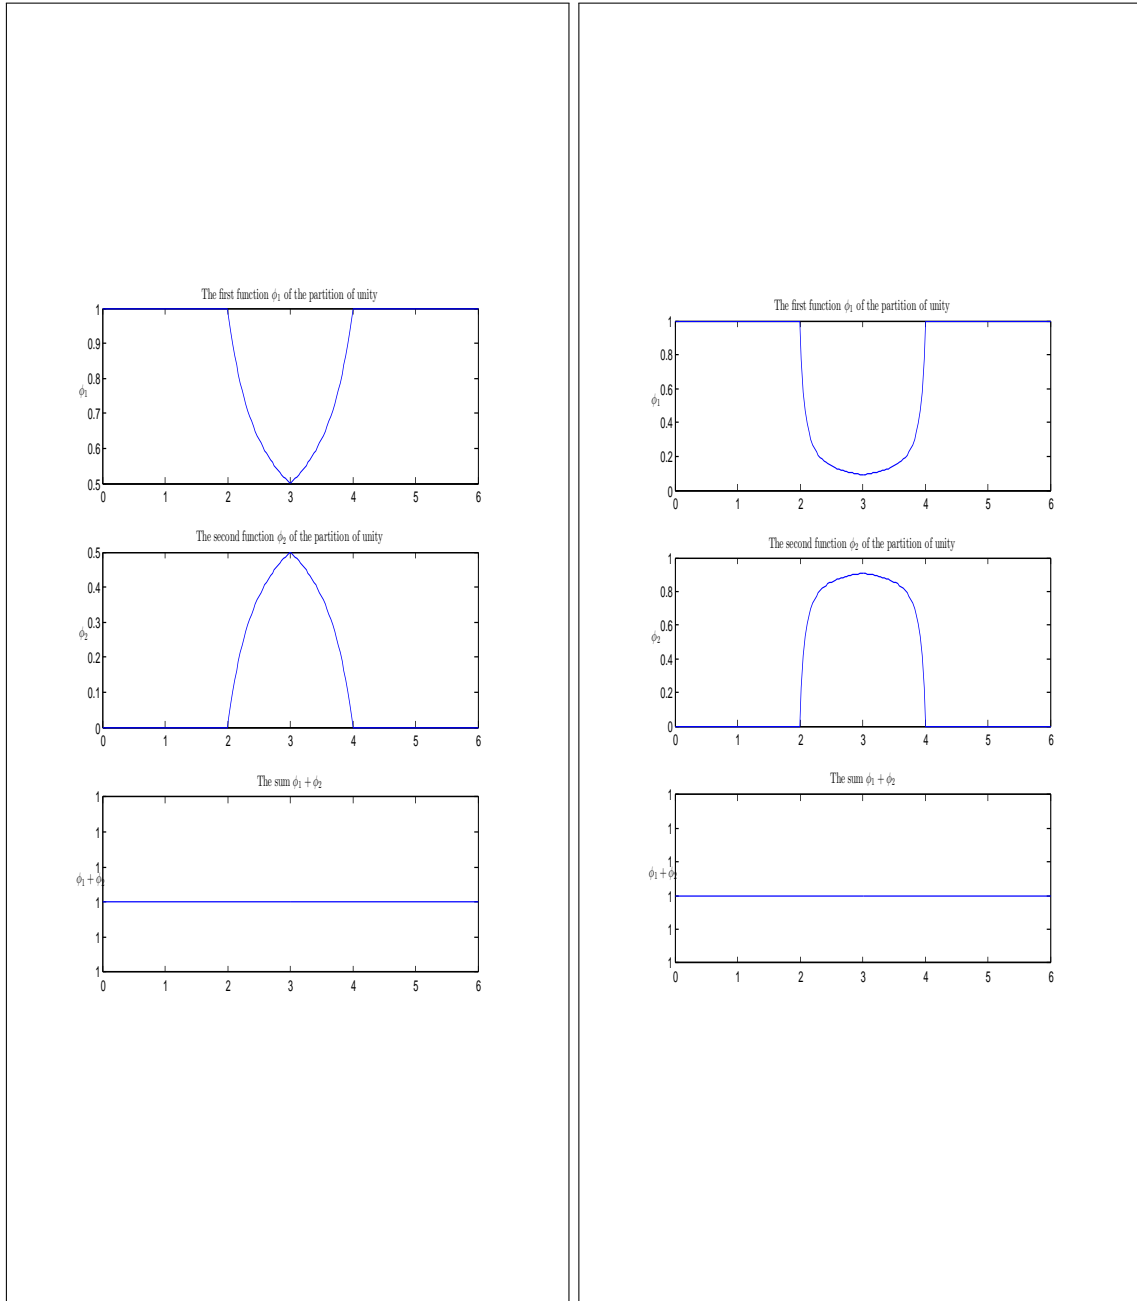 The first function ϕ₁ of the partition of unity
1
0.9
0.8
ϕ₁
0.7
0.6
0.5
0 1 2 3 4 5 6
The second function ϕ₂ of the partition of unity
0.5
0.4
0.3
ϕ₂
0.2
0.1
0
0 1 2 3 4 5 6
The sum ϕ₁ + ϕ₂
1
1
1
ϕ₁ + ϕ₂
1
1
1
0 1 2 3 4 5 6
The first function ϕ₁ of the partition of unity
1
0.8
0.6
ϕ₁
0.4
0.2
0
0 1 2 3 4 5 6
The second function ϕ₂ of the partition of unity
1
0.8
0.6
ϕ₂
0.4
0.2
0
0 1 2 3 4 5 6
The sum ϕ₁ + ϕ₂
1
1
1
ϕ₁ + ϕ₂
1
1
1
0 1 2 3 4 5 6